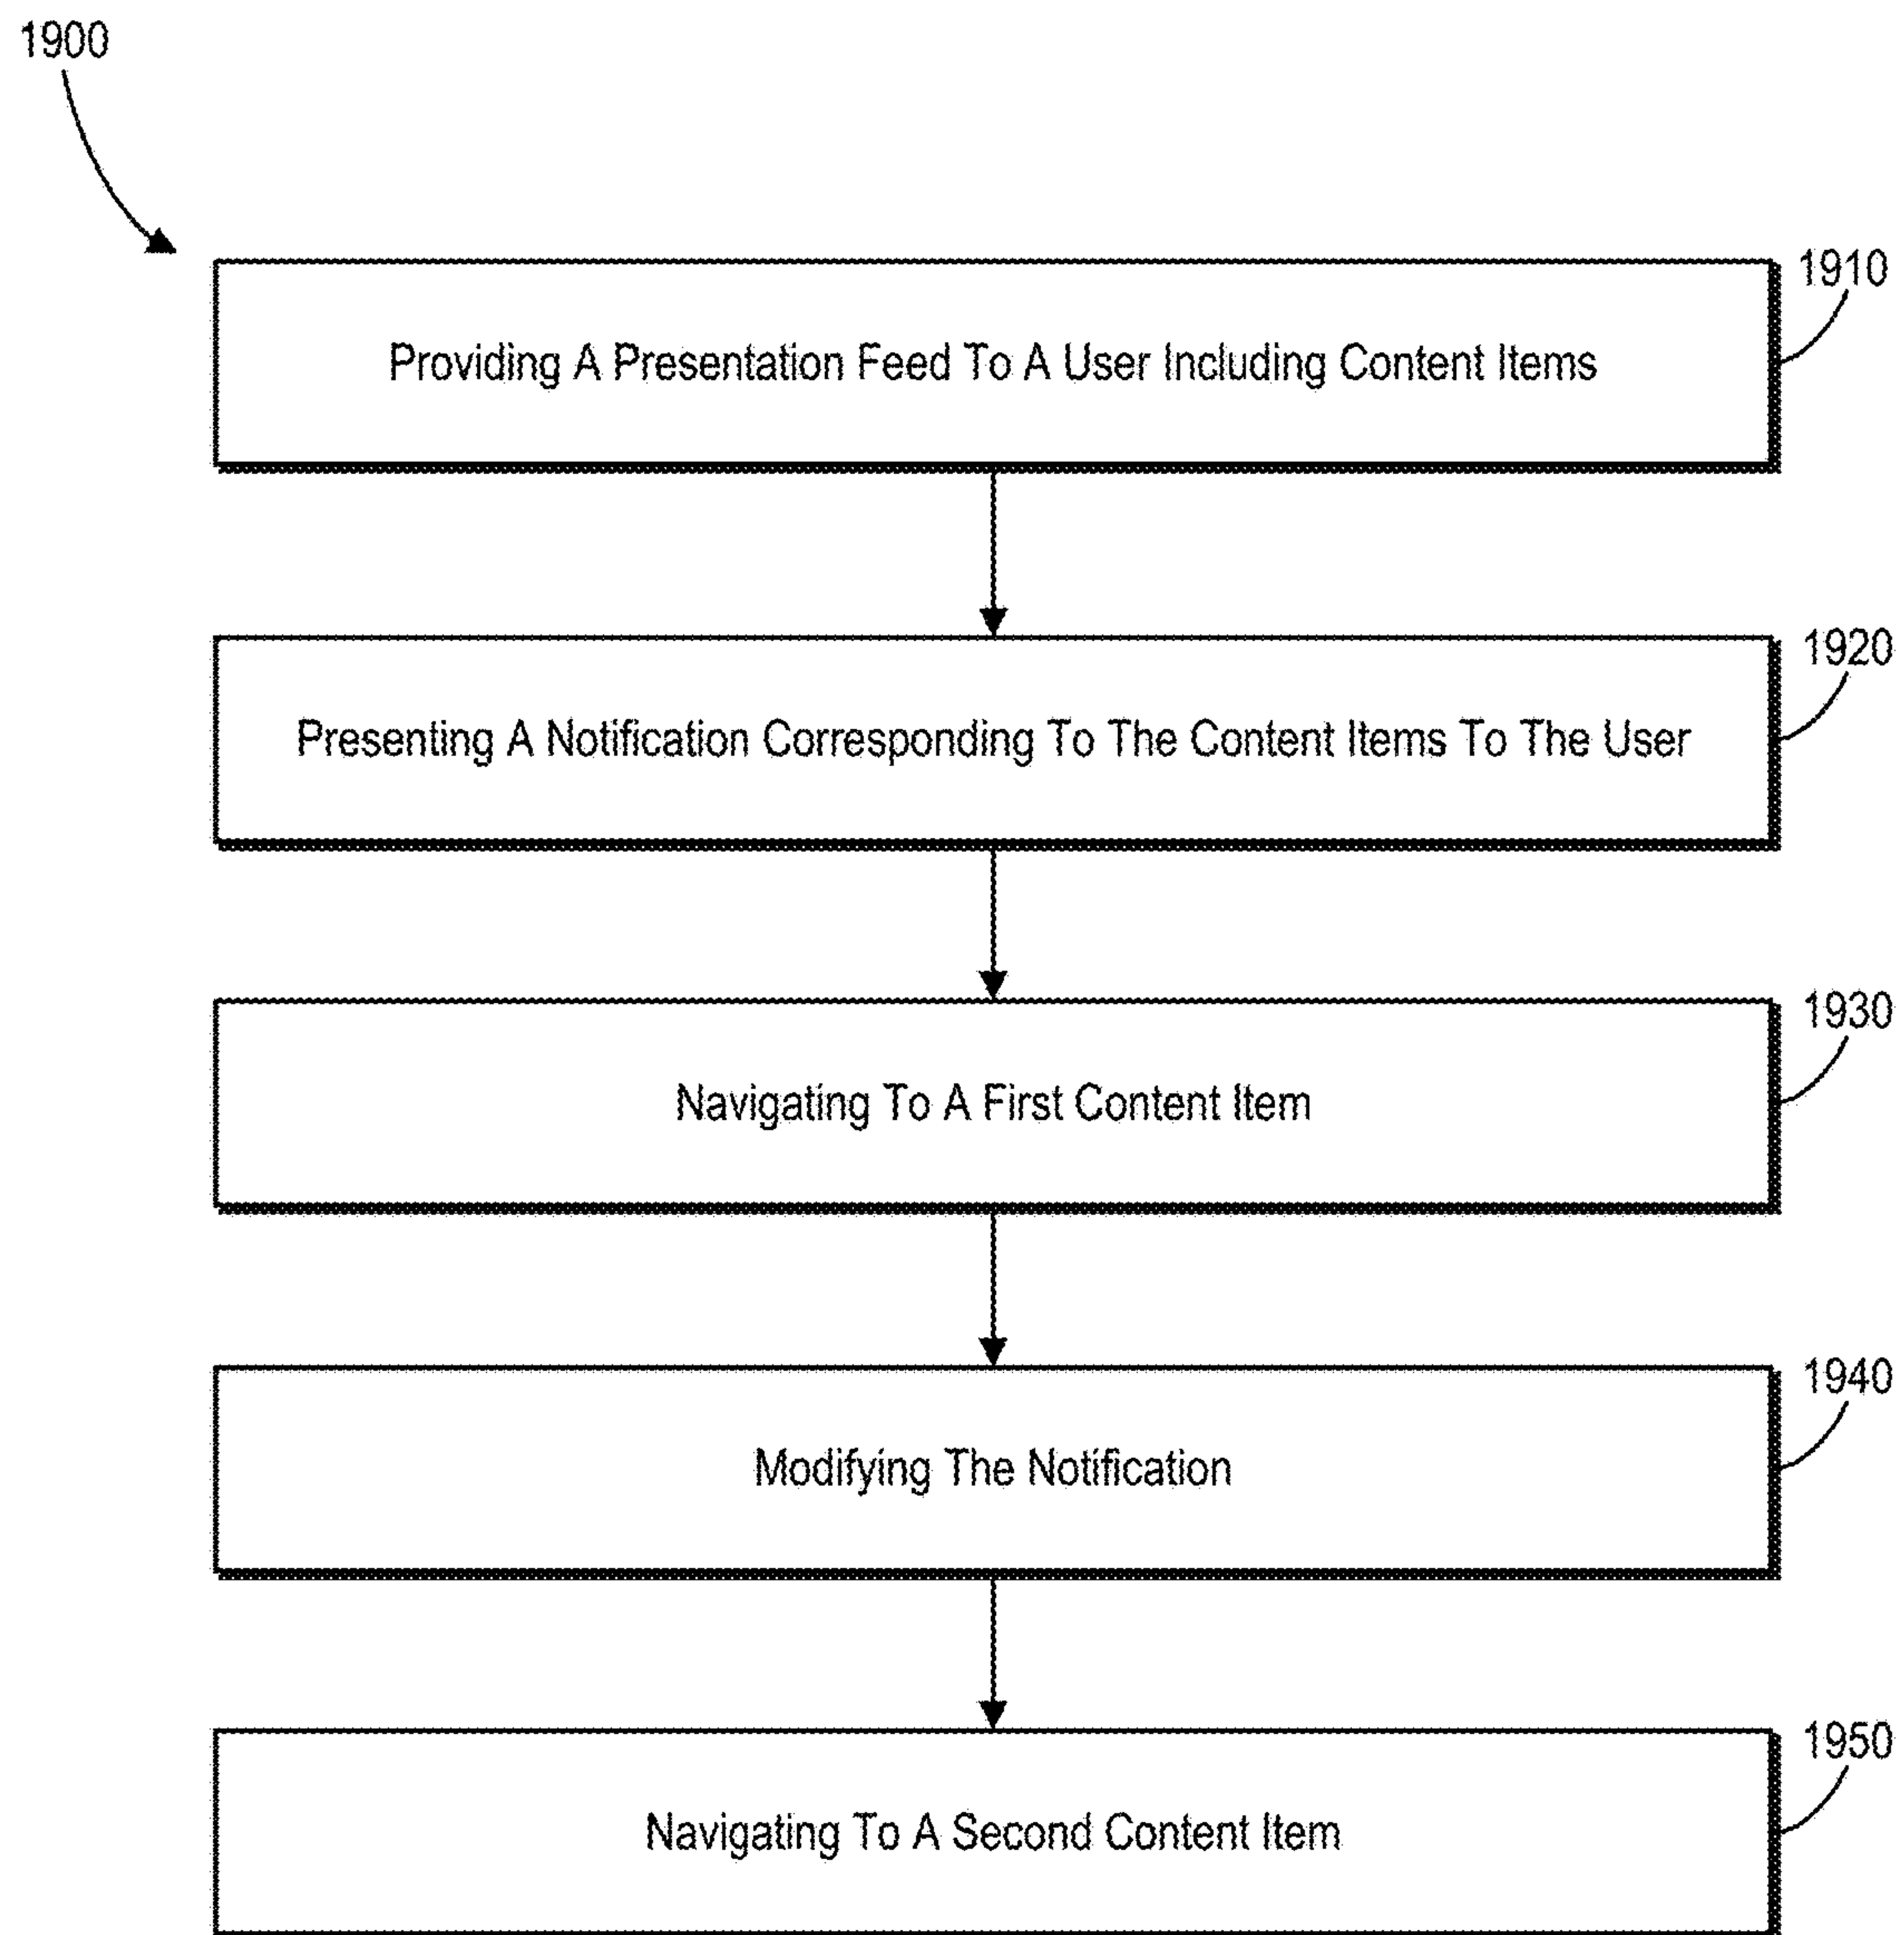 1900
1910
Providing A Presentation Feed To A User Including Content Items
1920
Presenting A Notification Corresponding To The Content Items To The User
1930
Navigating To A First Content Item
1940
Modifying The Notification
1950
Navigating To A Second Content Item